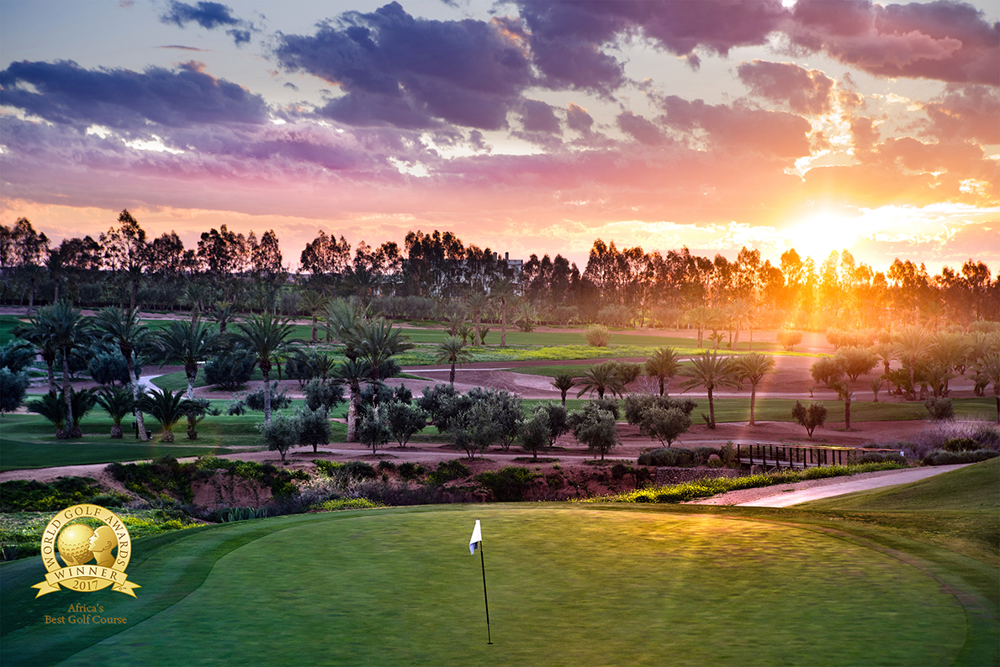 WORLD GOLF AWARDS
WINNER
2017
Africa's
Best Golf Course